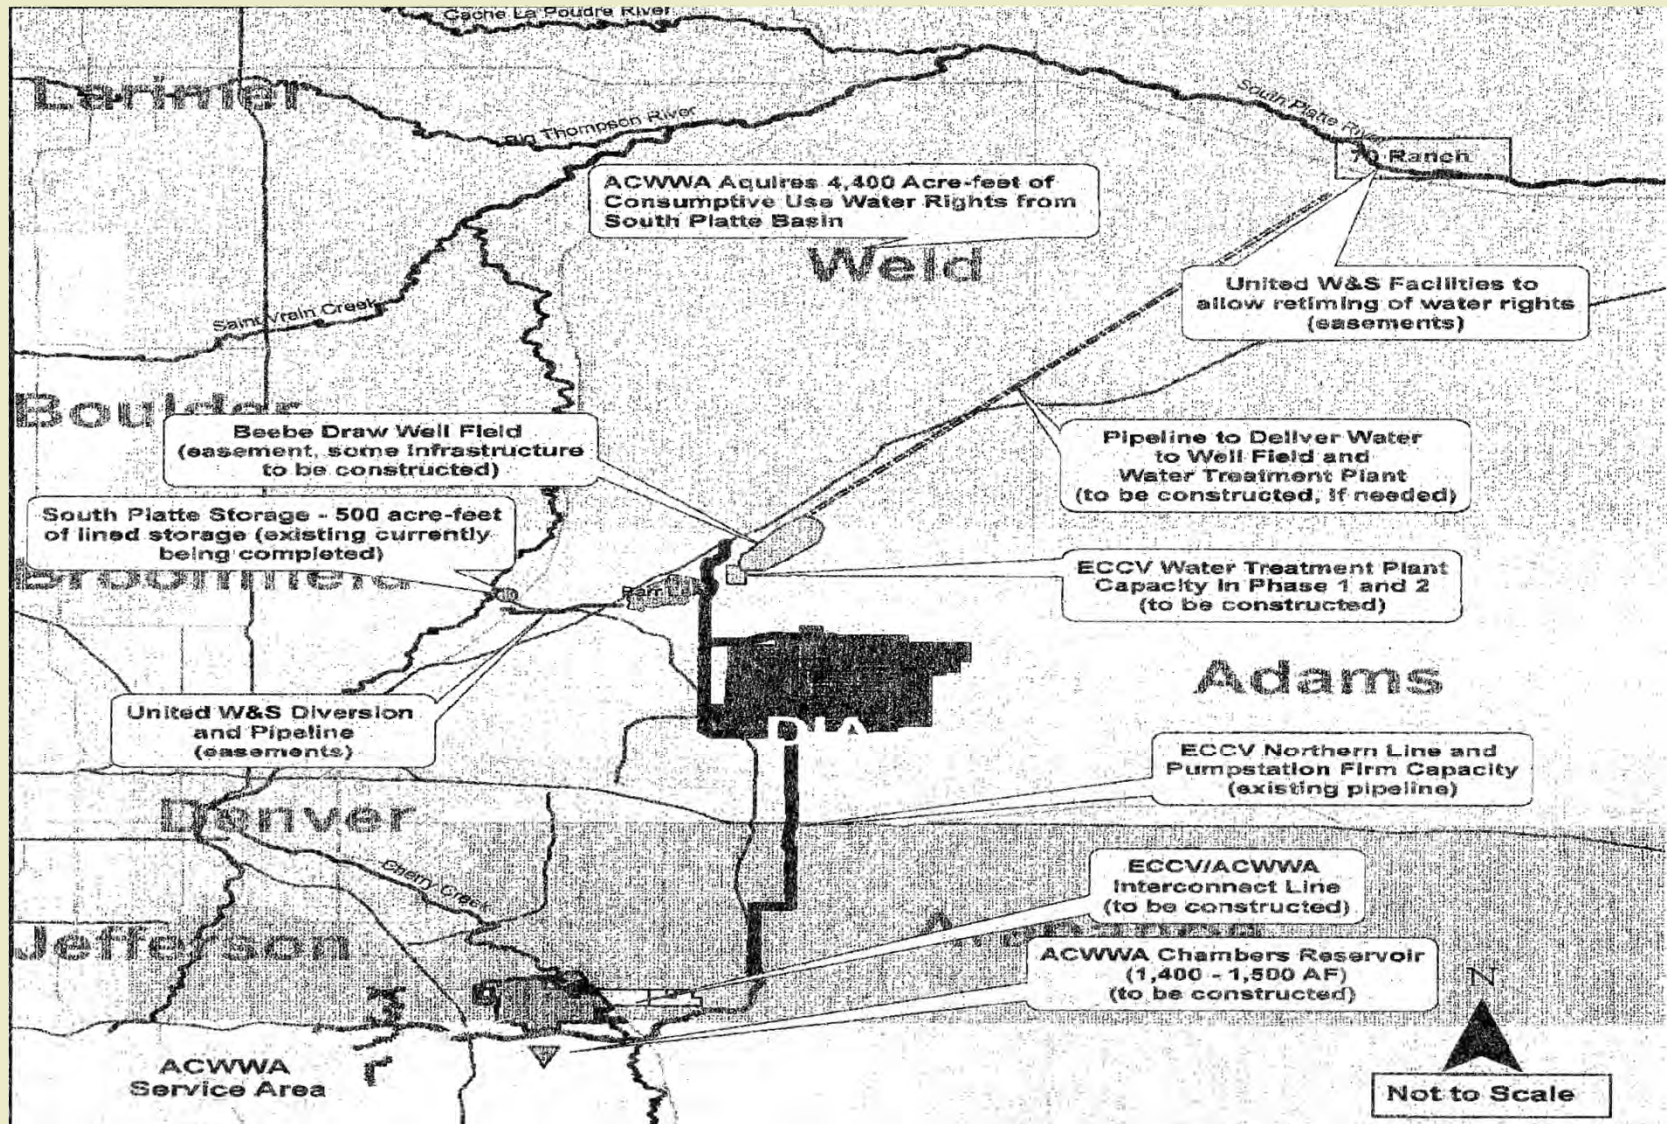 Cache La Poudre River
Larimer
Big Thompson River
South Platte River
70 Ranch
ACWWA Aquires 4,400 Acre-feet of
Consumptive Use Water Rights from
South Platte Basin
Weld
United W&S Facilities to
allow retiming of water rights
(easements)
Saint Vrain Creek
Boulder
Beebe Draw Well Field
(easement, some Infrastructure
to be constructed)
Pipeline to Deliver Water
to Well Field and
Water Treatment Plant
(to be constructed, if needed)
South Platte Storage - 500 acre-feet
of lined storage (existing currently
being completed)
Broomfield
Barr Lake
ECCV Water Treatment Plant
Capacity in Phase 1 and 2
(to be constructed)
Adams
United W&S Diversion
and Pipeline
(easements)
DIA
ECCV Northern Line and
Pumpstation Firm Capacity
(existing pipeline)
Denver
Cherry Creek
ECCV/ACWWA
Interconnect Line
(to be constructed)
Arapahoe
Jefferson
ACWWA Chambers Reservoir
(1,400 - 1,500 AF)
(to be constructed)
N
ACWWA
Service Area
Not to Scale